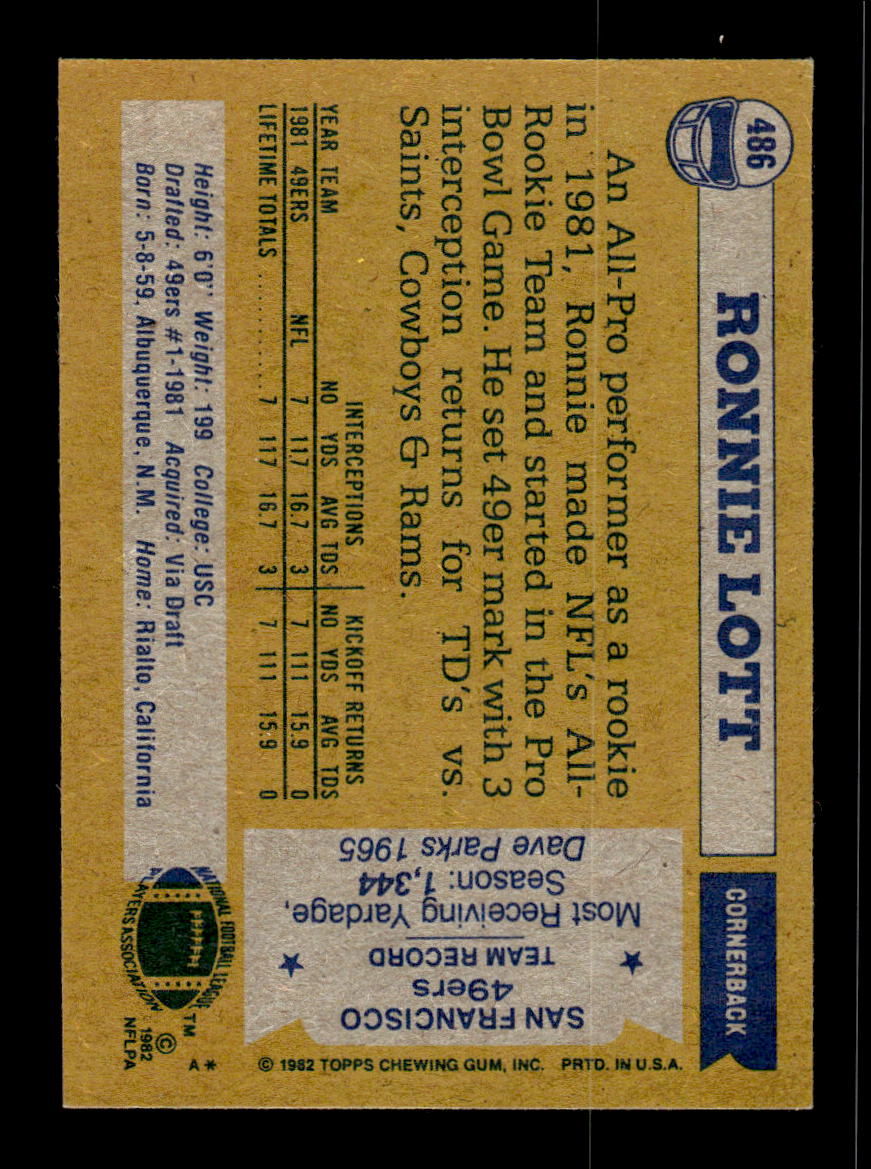 486
RONNIE LOTT
CORNERBACK
An All-Pro performer as a rookie
in 1981, Ronnie made NFL's All-
Rookie Team and started in the Pro
Bowl Game. He set 49er mark with 3
interception returns for TD's vs.
Saints, Cowboys & Rams.
INTERCEPTIONS KICKOFF RETURNS
YEAR TEAM NO YDS AVG TDS NO YDS AVG TDS
1981 49ERS NFL 7 117 16.7 3 7 111 15.9 0
LIFETIME TOTALS .......... 7 117 16.7 3 7 111 15.9 0
Height: 6'0" Weight: 199 College: USC
Drafted: 49ers #1-1981 Acquired: Via Draft
Born: 5-8-59, Albuquerque, N.M. Home: Rialto, California
SAN FRANCISCO
49ers
TEAM RECORD
Most Receiving Yardage,
Season: 1,344
Dave Parks 1965
NATIONAL FOOTBALL LEAGUE
PLAYERS ASSOCIATION
TM
© 1982
NFLPA
A* © 1982 TOPPS CHEWING GUM, INC. PRTD. IN U.S.A.